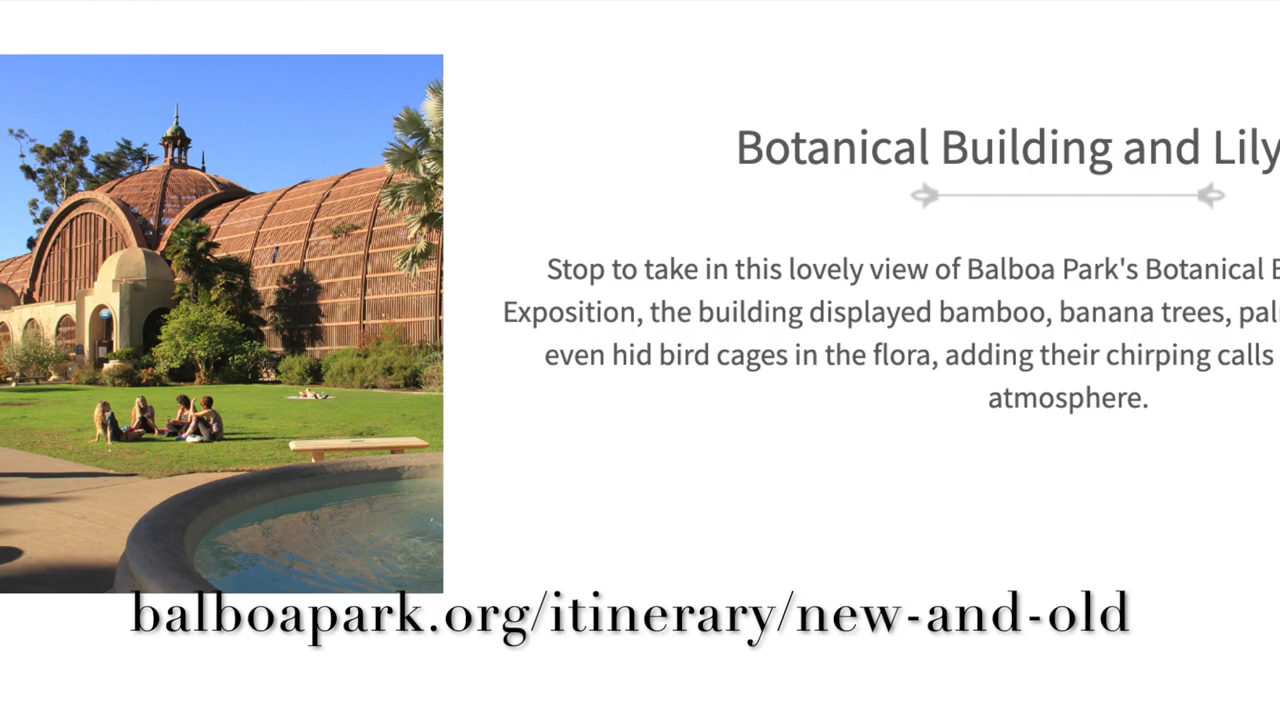 Botanical Building and Lily
Stop to take in this lovely view of Balboa Park's Botanical
Exposition, the building displayed bamboo, banana trees,
even hid bird cages in the flora, adding their chirping calls
atmosphere.
balboapark.org/itinerary/new-and-old